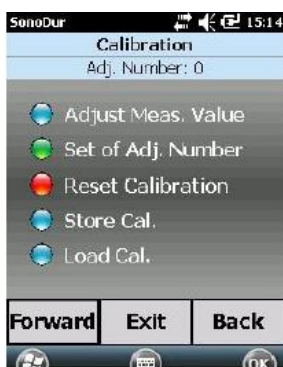 SonoDur 15:14
Calibration
Adj. Number: 0
Adjust Meas. Value
Set of Adj. Number
Reset Calibration
Store Cal.
Load Cal.
Forward Exit Back
OK